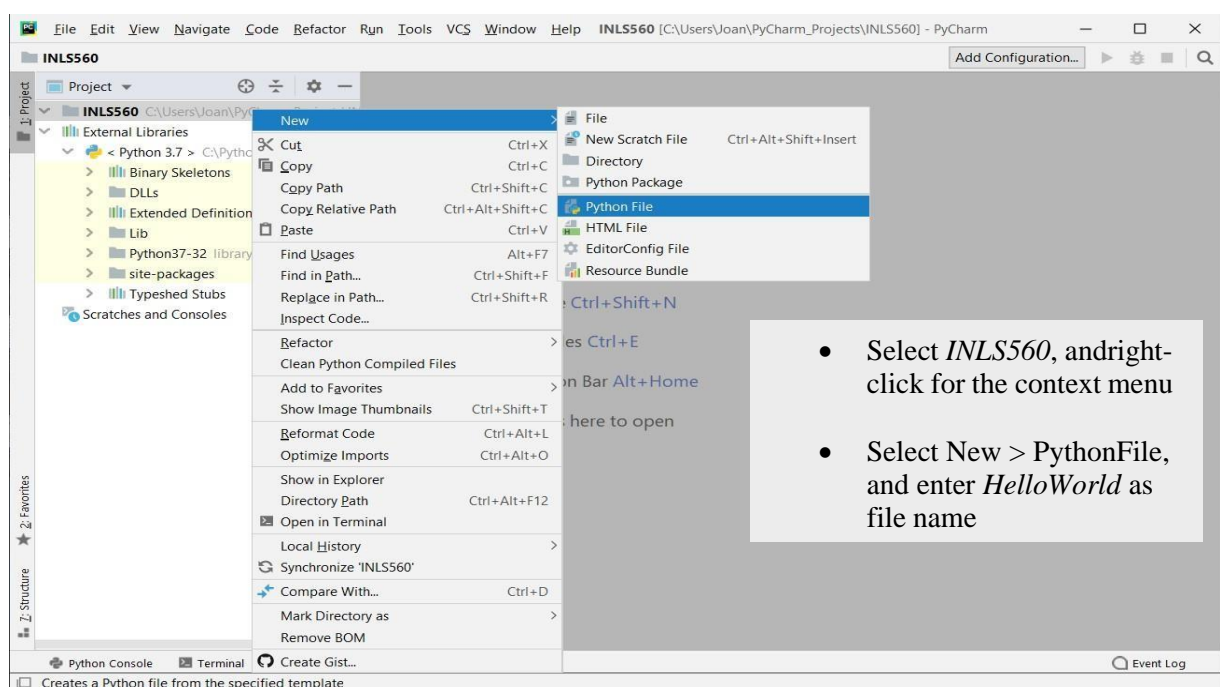 PC File Edit View Navigate Code Refactor Run Tools VCS Window Help INLS560 [C:\Users\Joan\PyCharm_Projects\INLS560] - PyCharm
INLS560 Add Configuration...
1: Project
Project
INLS560 C:\Users\Joan\PyC
External Libraries
< Python 3.7 > C:\Pytho
Binary Skeletons
DLLs
Extended Definition
Lib
Python37-32 library
site-packages
Typeshed Stubs
Scratches and Consoles
2: Favorites
Z: Structure
New
Cut Ctrl+X
Copy Ctrl+C
Copy Path Ctrl+Shift+C
Copy Relative Path Ctrl+Alt+Shift+C
Paste Ctrl+V
Find Usages Alt+F7
Find in Path... Ctrl+Shift+F
Replace in Path... Ctrl+Shift+R
Inspect Code...
Refactor
Clean Python Compiled Files
Add to Favorites
Show Image Thumbnails Ctrl+Shift+T
Reformat Code Ctrl+Alt+L
Optimize Imports Ctrl+Alt+O
Show in Explorer
Directory Path Ctrl+Alt+F12
Open in Terminal
Local History
Synchronize 'INLS560'
Compare With... Ctrl+D
Mark Directory as
Remove BOM
Create Gist...
File
New Scratch File Ctrl+Alt+Shift+Insert
Directory
Python Package
Python File
HTML File
EditorConfig File
Resource Bundle
Ctrl+Shift+N
es Ctrl+E
on Bar Alt+Home
here to open
• Select INLS560, andright-
click for the context menu
• Select New > PythonFile,
and enter HelloWorld as
file name
Python Console Terminal Event Log
Creates a Python file from the specified template